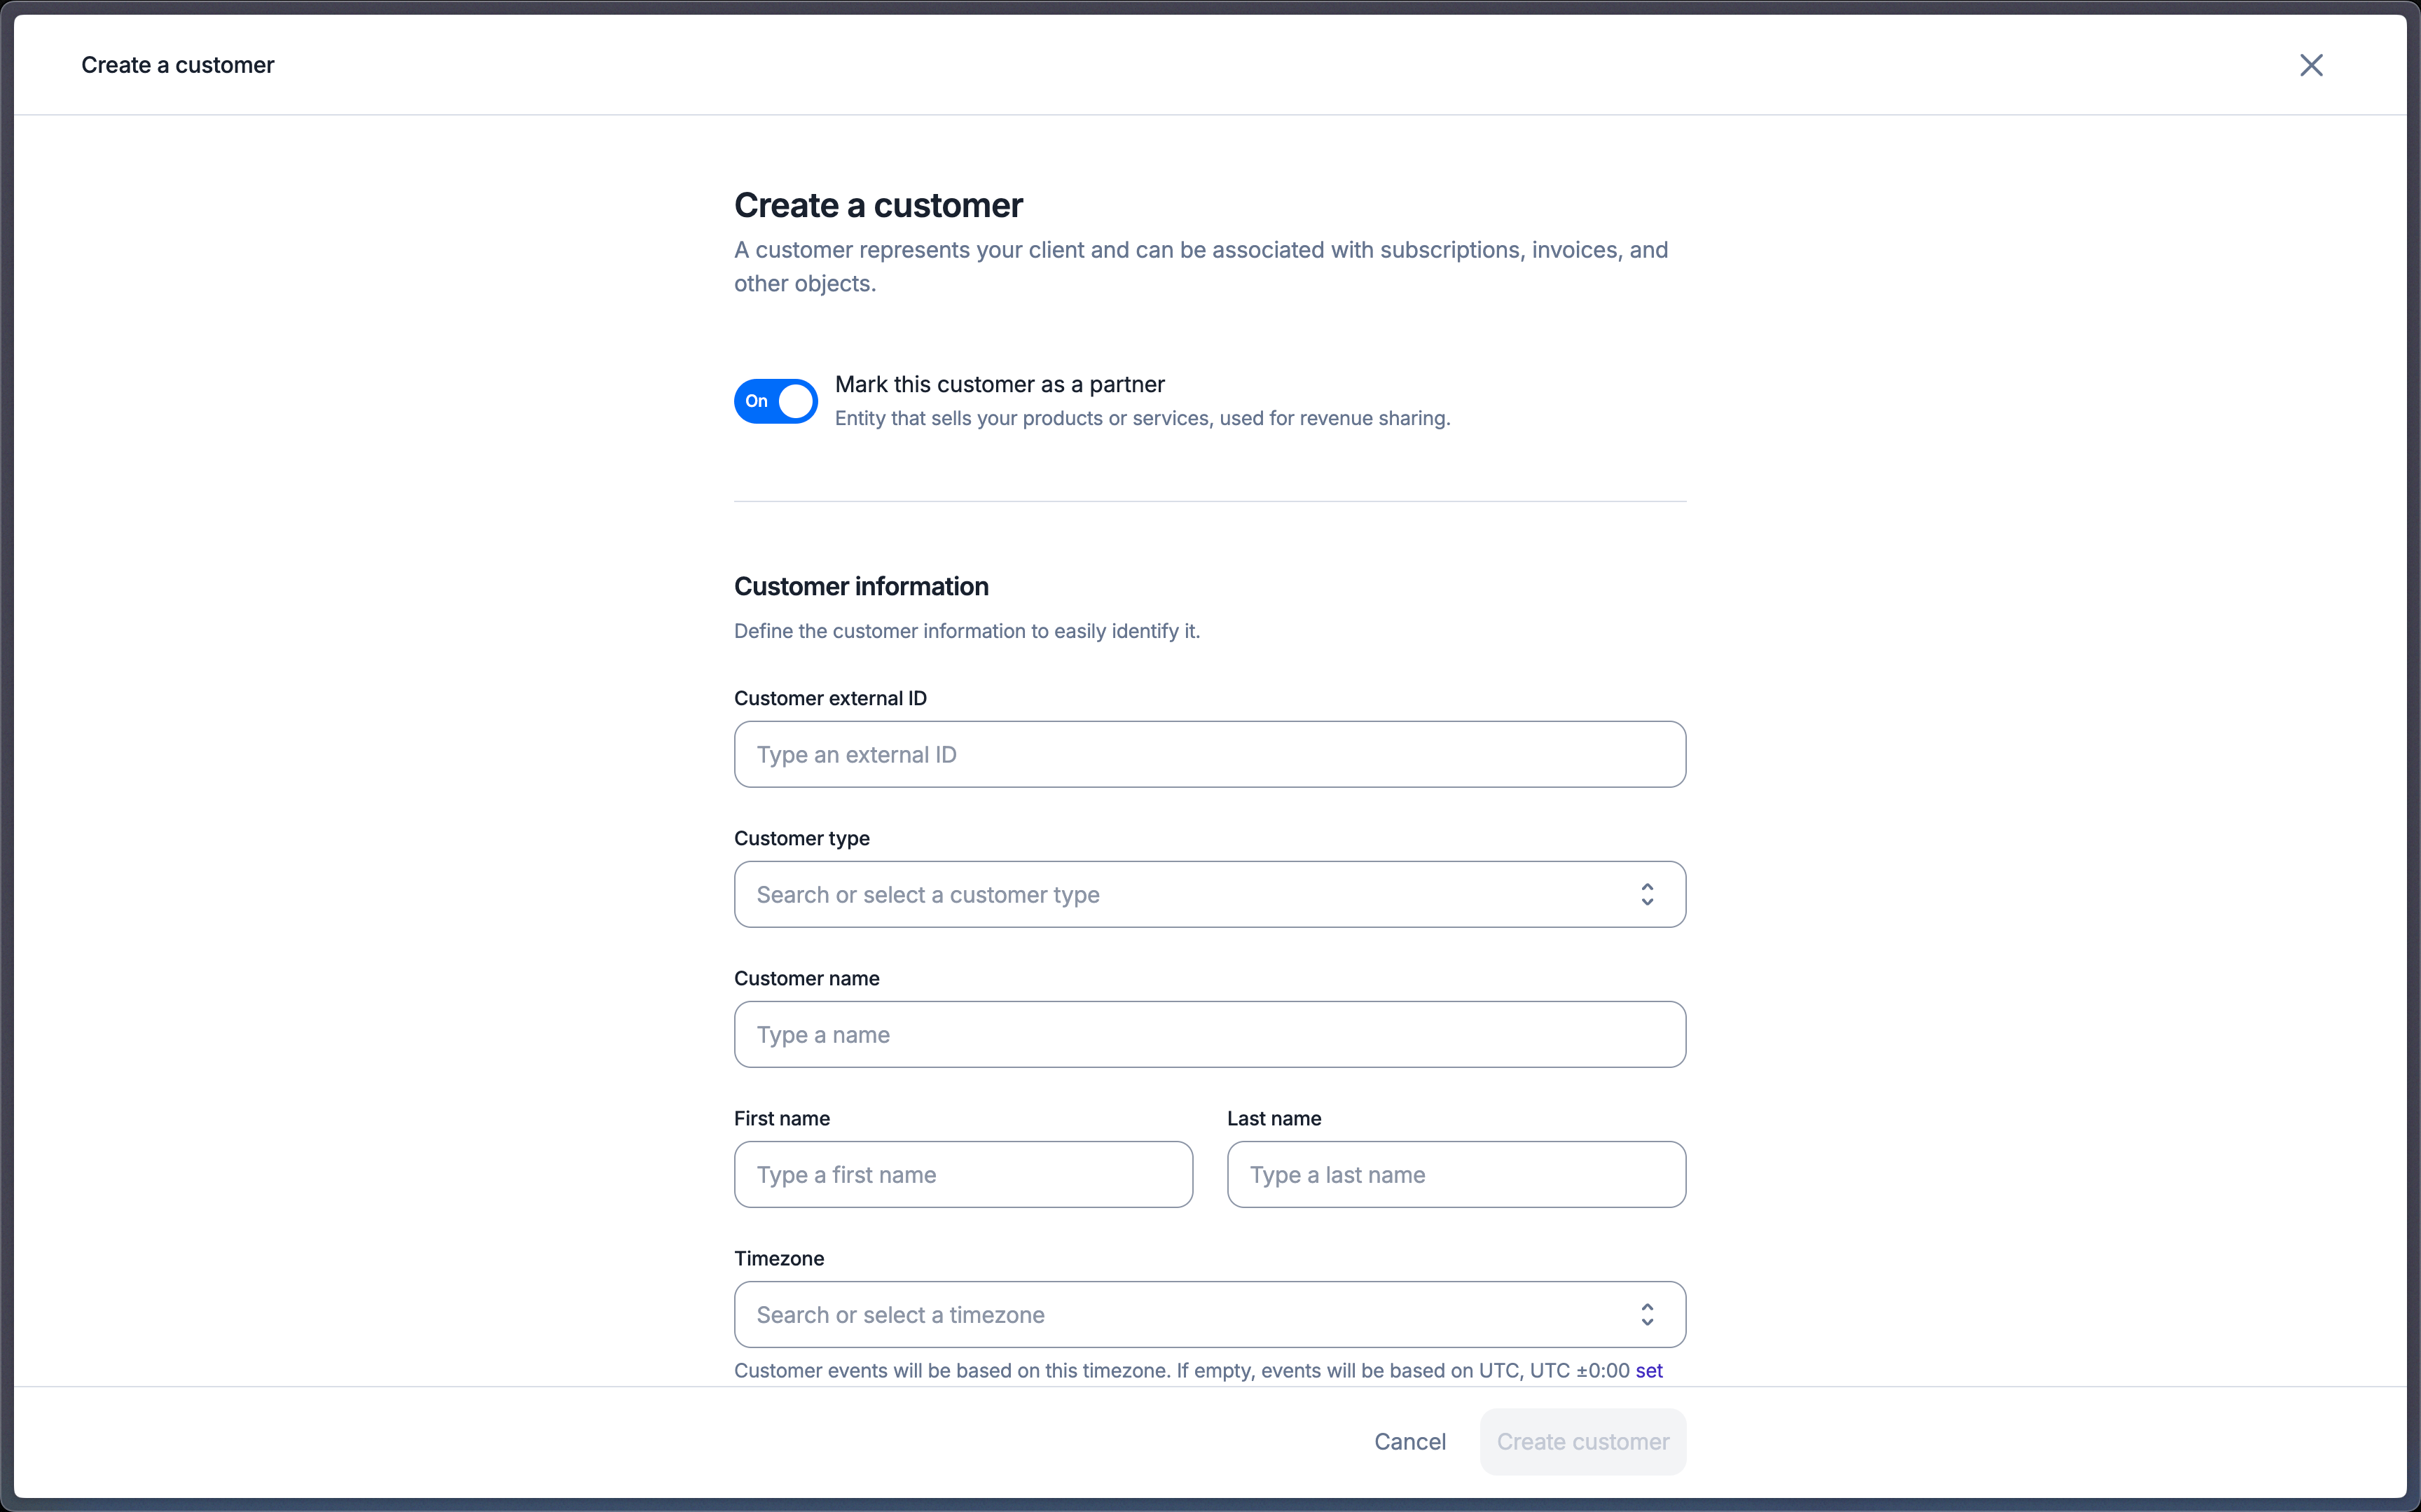 Create a customer
Create a customer
A customer represents your client and can be associated with subscriptions, invoices, and
other objects.
On
Mark this customer as a partner
Entity that sells your products or services, used for revenue sharing.
Customer information
Define the customer information to easily identify it.
Customer external ID
Type an external ID
Customer type
Search or select a customer type
Customer name
Type a name
First name
Last name
Type a first name
Type a last name
Timezone
Search or select a timezone
Customer events will be based on this timezone. If empty, events will be based on UTC, UTC ±0:00 set
Cancel
Create customer